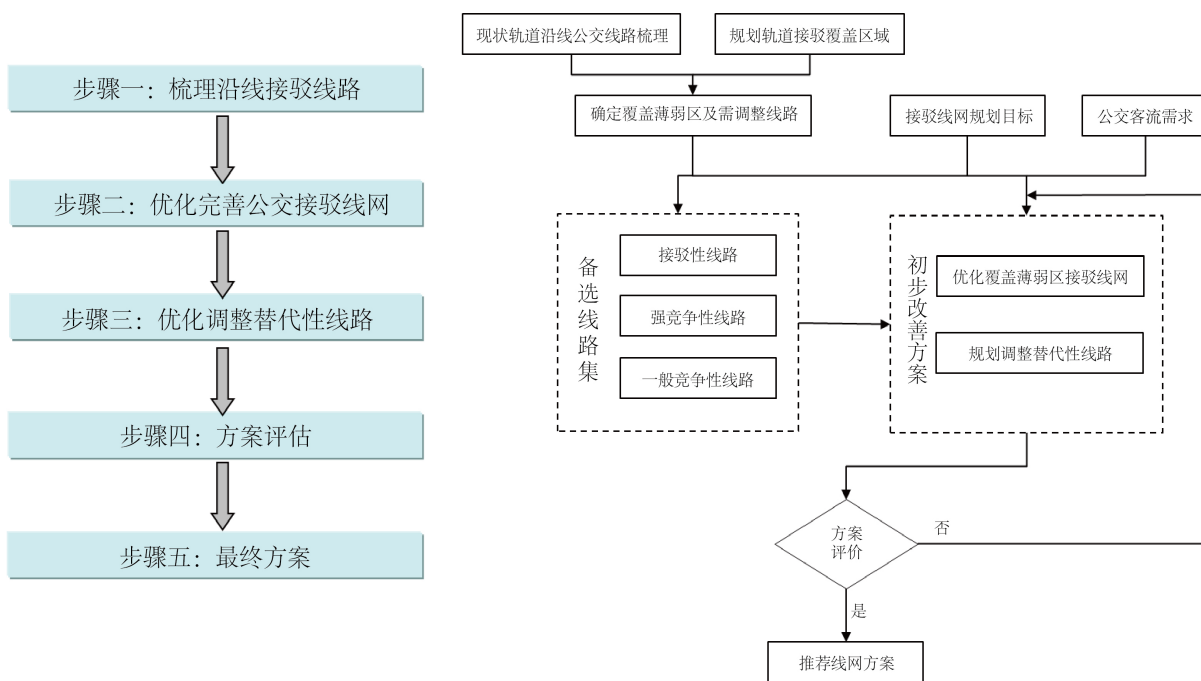 步骤一：梳理沿线接驳线路
步骤二：优化完善公交接驳线网
步骤三：优化调整替代性线路
步骤四：方案评估
步骤五：最终方案
现状轨道沿线公交线路梳理
规划轨道接驳覆盖区域
确定覆盖薄弱区及需调整线路
接驳线网规划目标
公交客流需求
备选线路集
接驳性线路
强竞争性线路
一般竞争性线路
初步改善方案
优化覆盖薄弱区接驳线网
规划调整替代性线路
方案
评价
否
是
推荐线网方案